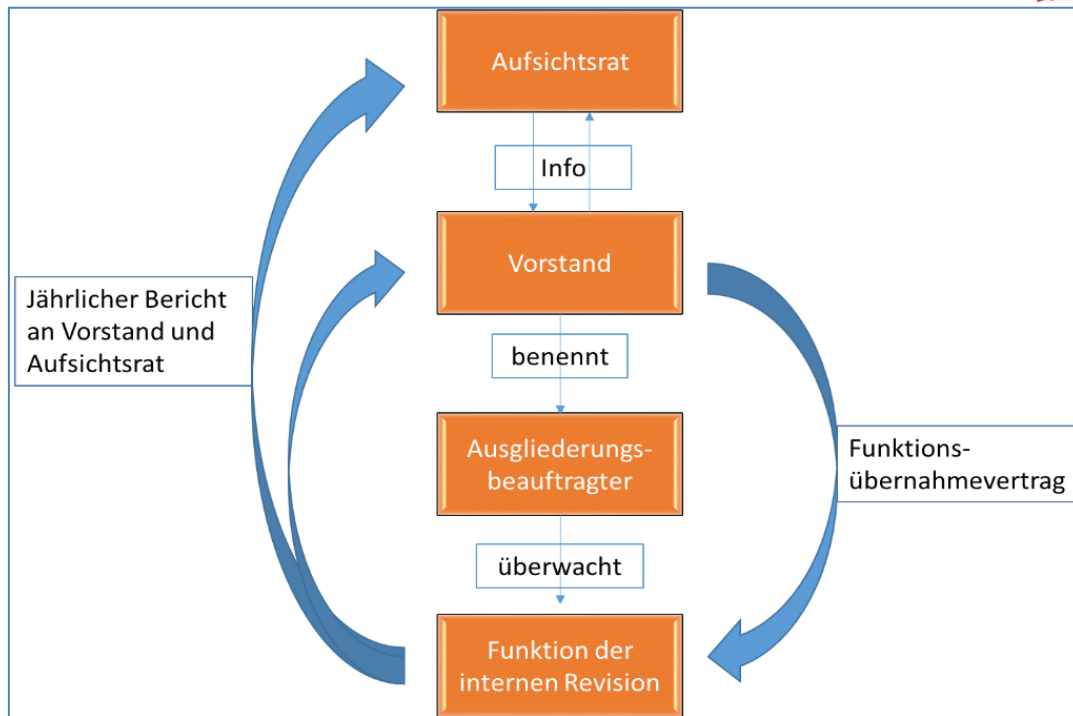 Aufsichtsrat
Info
Vorstand
Jährlicher Bericht
an Vorstand und
Aufsichtsrat
benennt
Ausgliederungs-
beauftragter
Funktions-
übernahmevertrag
überwacht
Funktion der
internen Revision